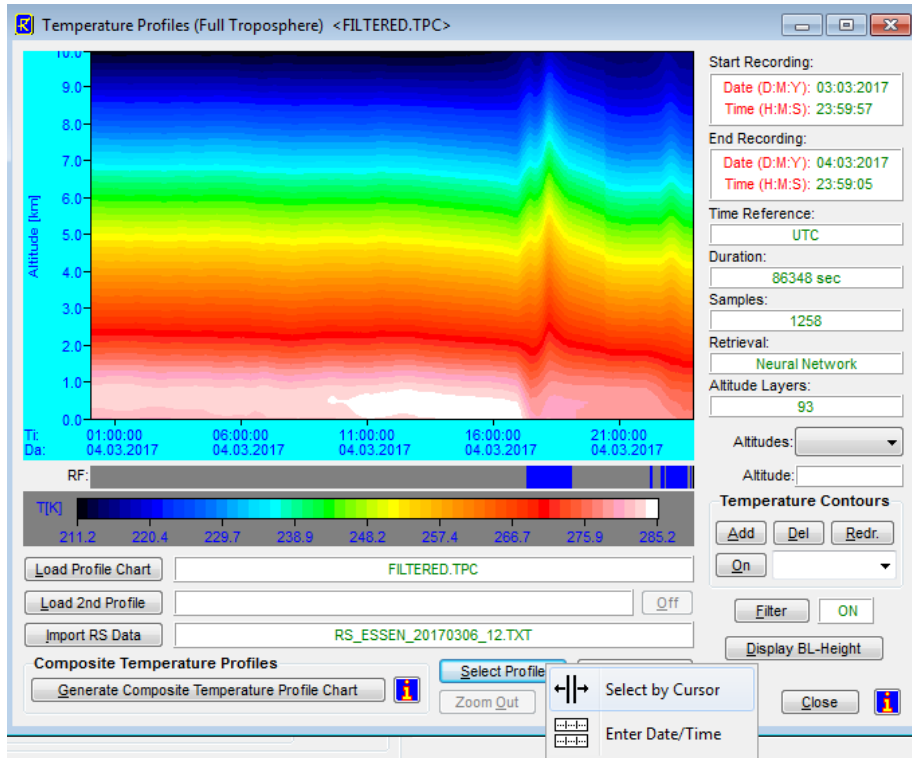 Temperature Profiles (Full Troposphere) <FILTERED.TPC>
10.0
9.0
8.0
7.0
6.0
5.0
4.0
3.0
2.0
1.0
0.0
Altitude [km]
Ti: 01:00:00 06:00:00 11:00:00 16:00:00 21:00:00
Da: 04.03.2017 04.03.2017 04.03.2017 04.03.2017 04.03.2017
RF:
T[K]
211.2 220.4 229.7 238.9 248.2 257.4 266.7 275.9 285.2
Load Profile Chart FILTERED.TPC
Load 2nd Profile Off
Import RS Data RS_ESSEN_20170306_12.TXT
Composite Temperature Profiles
Generate Composite Temperature Profile Chart
Select Profile
Zoom Out
Select by Cursor
Enter Date/Time
Start Recording:
Date (D:M:Y): 03:03:2017
Time (H:M:S): 23:59:57
End Recording:
Date (D:M:Y): 04:03:2017
Time (H:M:S): 23:59:05
Time Reference:
UTC
Duration:
86348 sec
Samples:
1258
Retrieval:
Neural Network
Altitude Layers:
93
Altitudes:
Altitude:
Temperature Contours
Add Del Redr.
On
Filter ON
Display BL-Height
Close